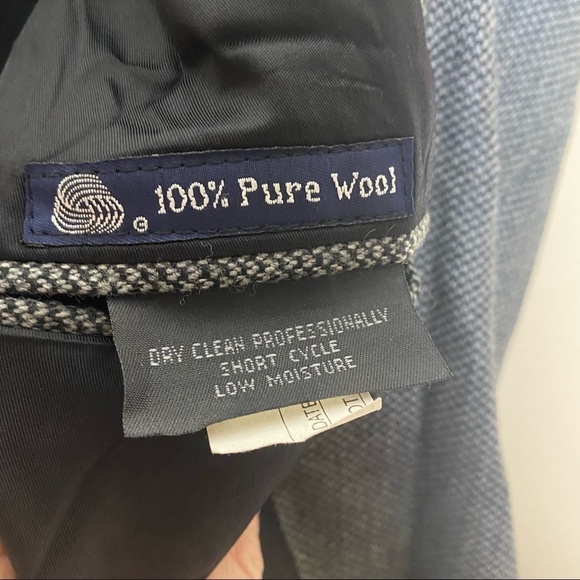 100% Pure Wool
DRY CLEAN PROFESSIONALLY
SHORT CYCLE
LOW MOISTURE